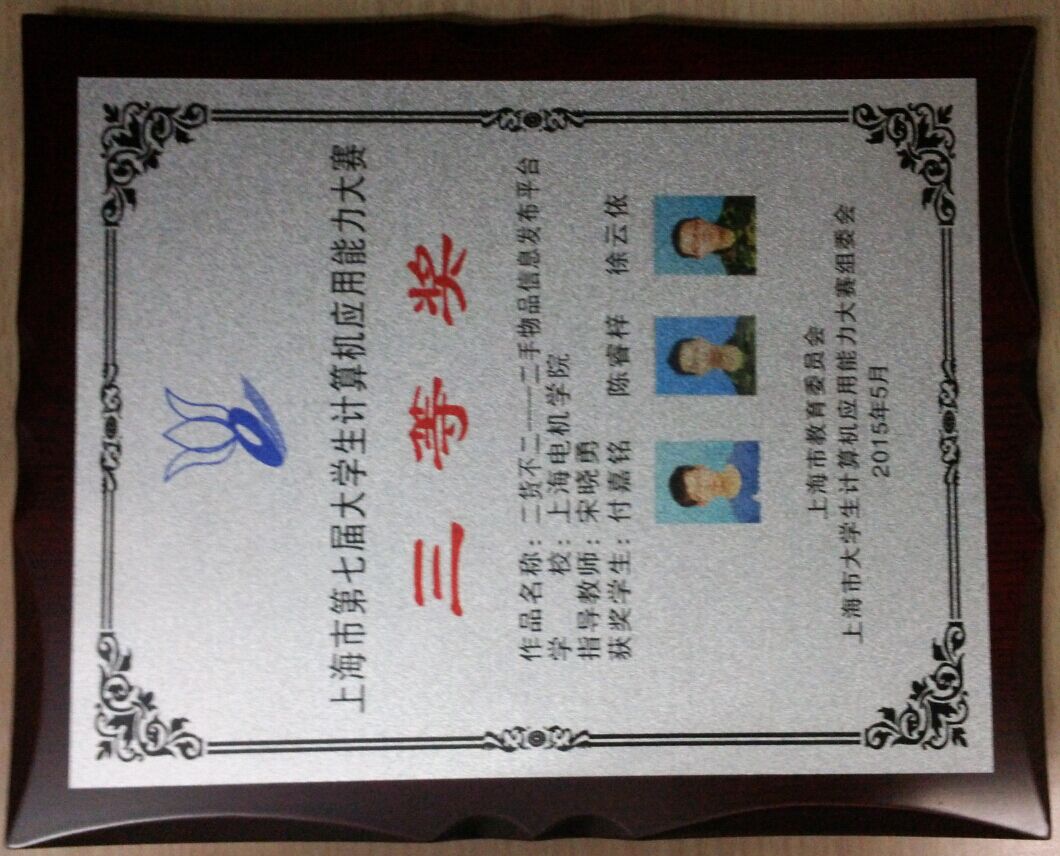 上海市第七届大学生计算机应用能力大赛
三等奖
作品名称：二货不二——二手物品信息发布平台
学 校：上海电机学院
指导教师：宋晓勇
获奖学生：付嘉铭 陈睿梓 徐云依
上海市教育委员会
上海市大学生计算机应用能力大赛组委会
2015年5月